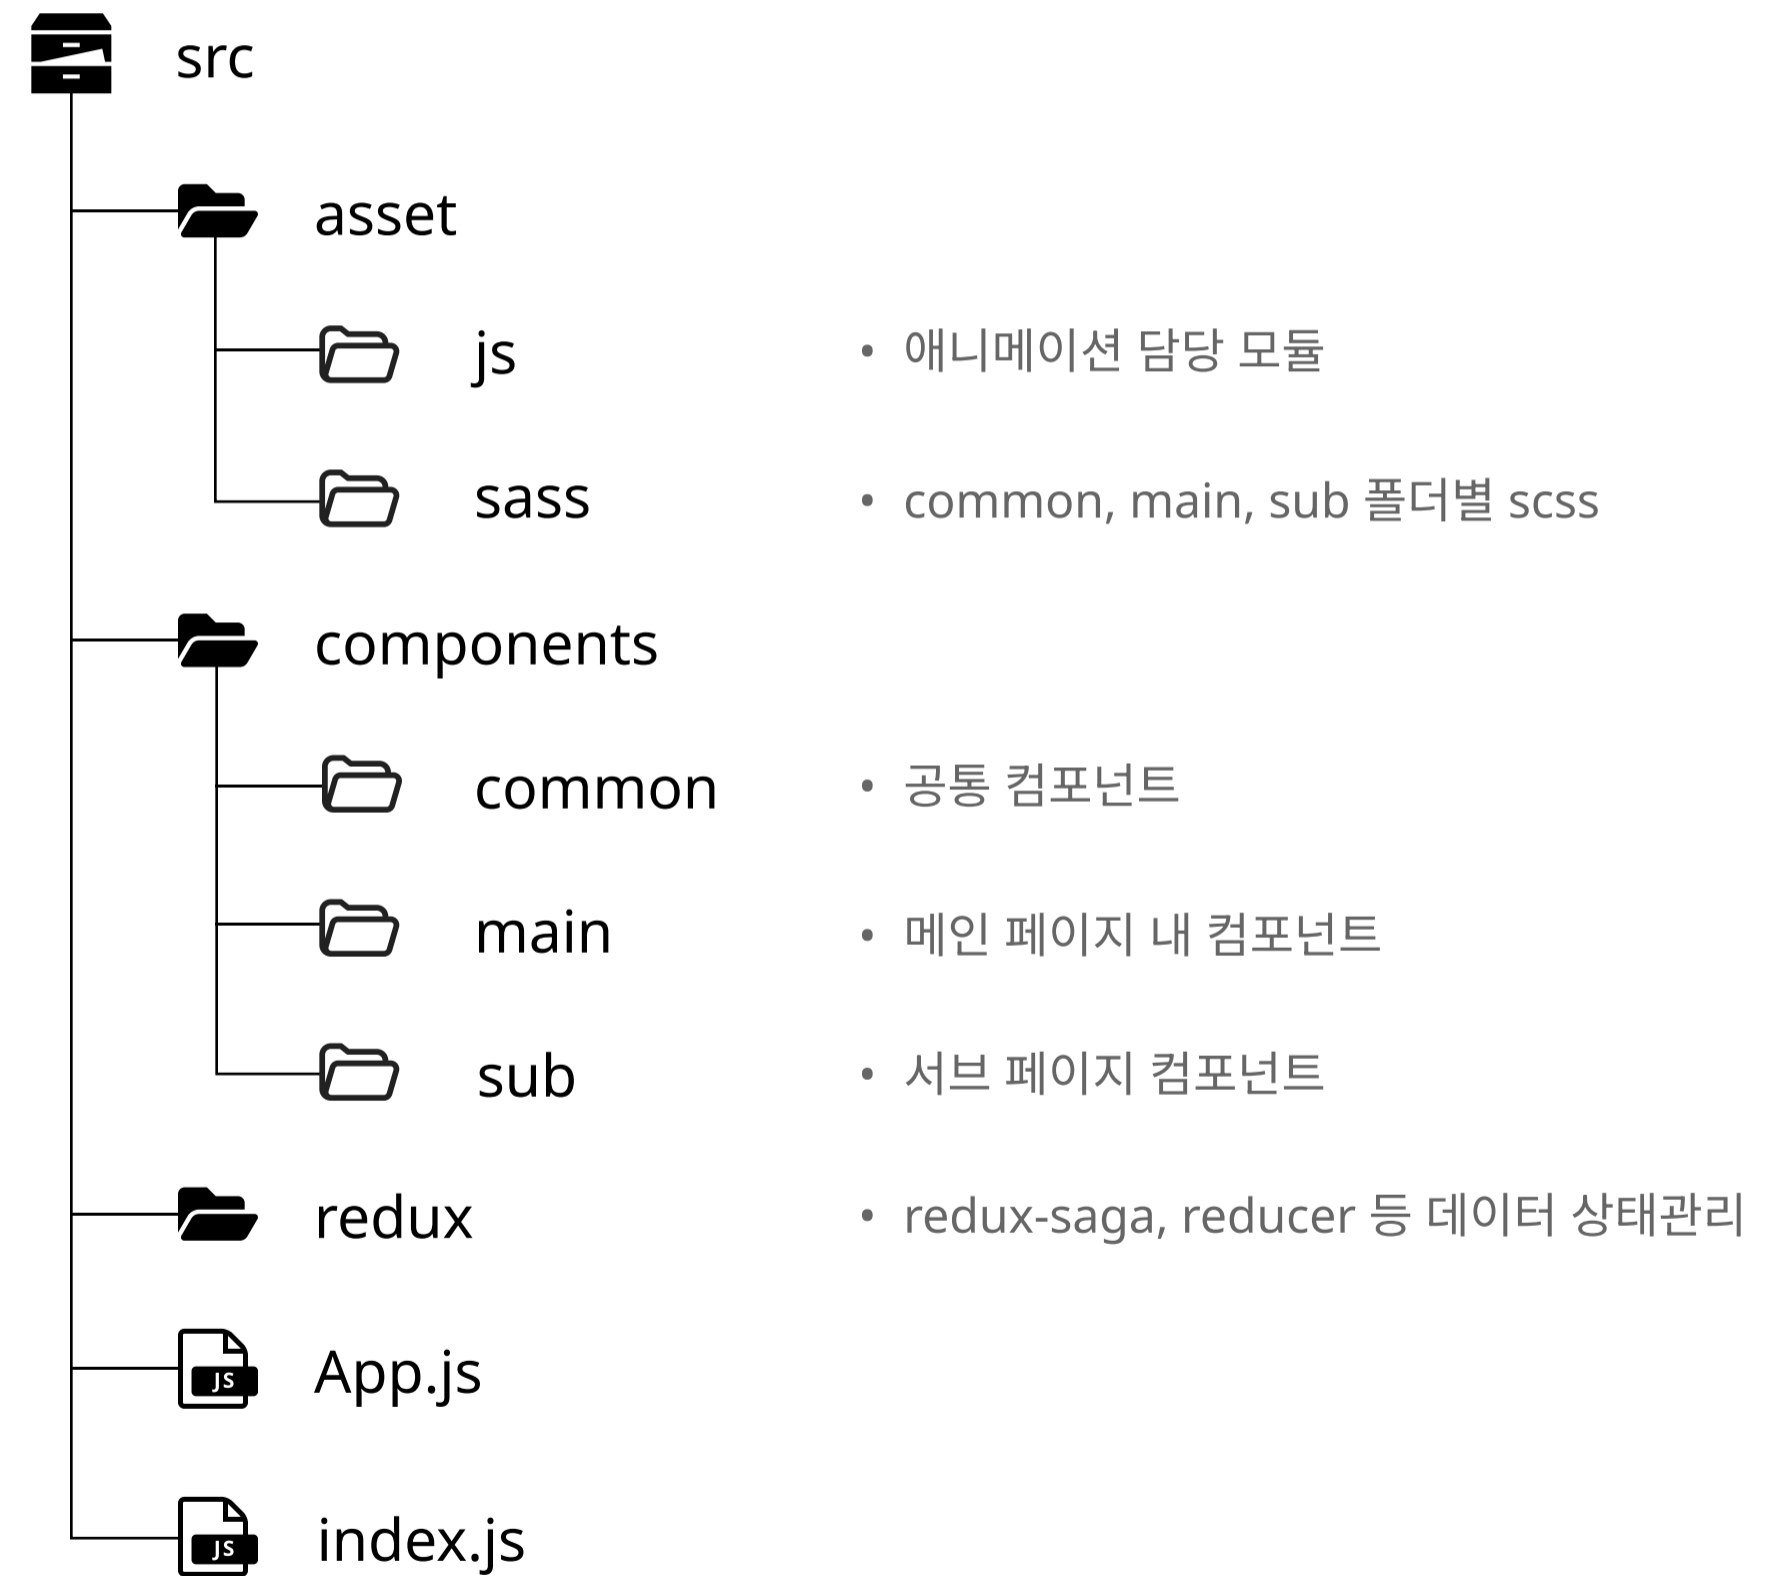 src
asset
js • 애니메이션 담당 모듈
sass • common, main, sub 폴더별 scss
components
common • 공통 컴포넌트
main • 메인 페이지 내 컴포넌트
sub • 서브 페이지 컴포넌트
redux • redux-saga, reducer 등 데이터 상태관리
JS App.js
JS index.js